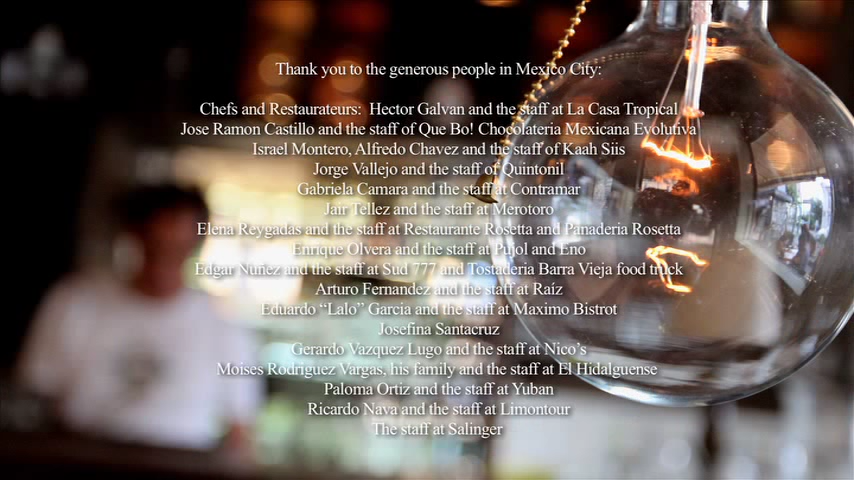 Thank you to the generous people in Mexico City:
Chefs and Restaurateurs: Hector Galvan and the staff at La Casa Tropical
Jose Ramon Castillo and the staff of Que Bo! Chocolateria Mexicana Evolutiva
Israel Montero, Alfredo Chavez and the staff of Kaah Siis
Jorge Vallejo and the staff of Quintonil
Gabriela Camara and the staff at Contramar
Jair Tellez and the staff at Merotoro
Elena Reygadas and the staff at Restaurante Rosetta and Panaderia Rosetta
Enrique Olvera and the staff at Pujol and Eno
Edgar Nuñez and the staff at Sud 777 and Tostaderia Barra Vieja food truck
Arturo Fernandez and the staff at Raíz
Eduardo “Lalo” Garcia and the staff at Maximo Bistrot
Josefina Santacruz
Gerardo Vazquez Lugo and the staff at Nico’s
Moises Rodriguez Vargas, his family and the staff at El Hidalguense
Paloma Ortiz and the staff at Yuban
Ricardo Nava and the staff at Limontour
The staff at Salinger